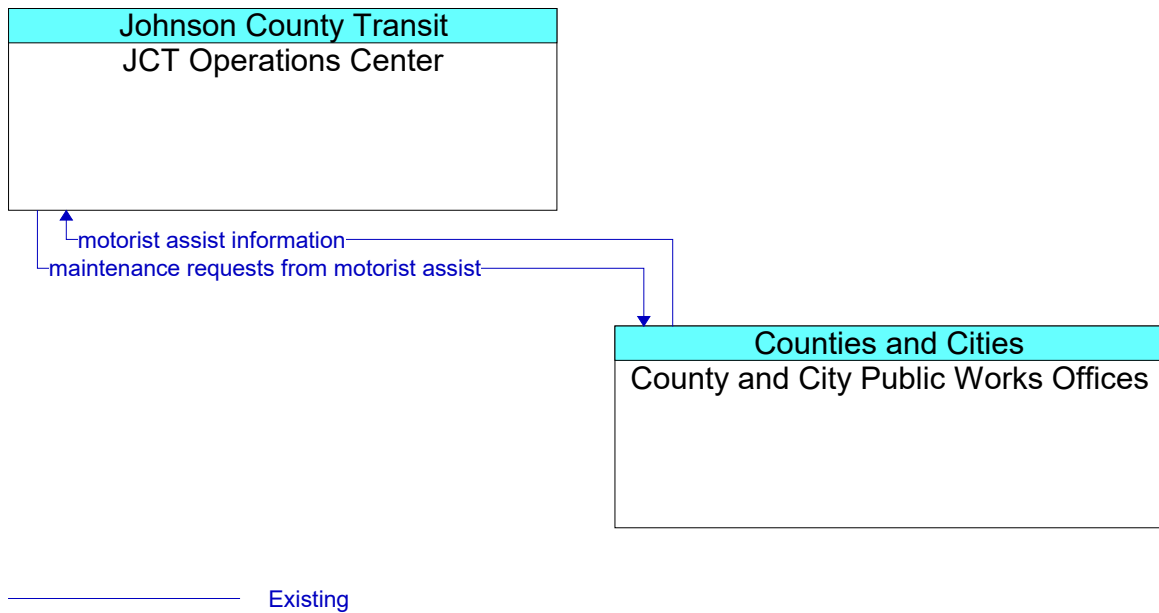 Johnson County Transit
JCT Operations Center
motorist assist information
maintenance requests from motorist assist
Counties and Cities
County and City Public Works Offices
Existing